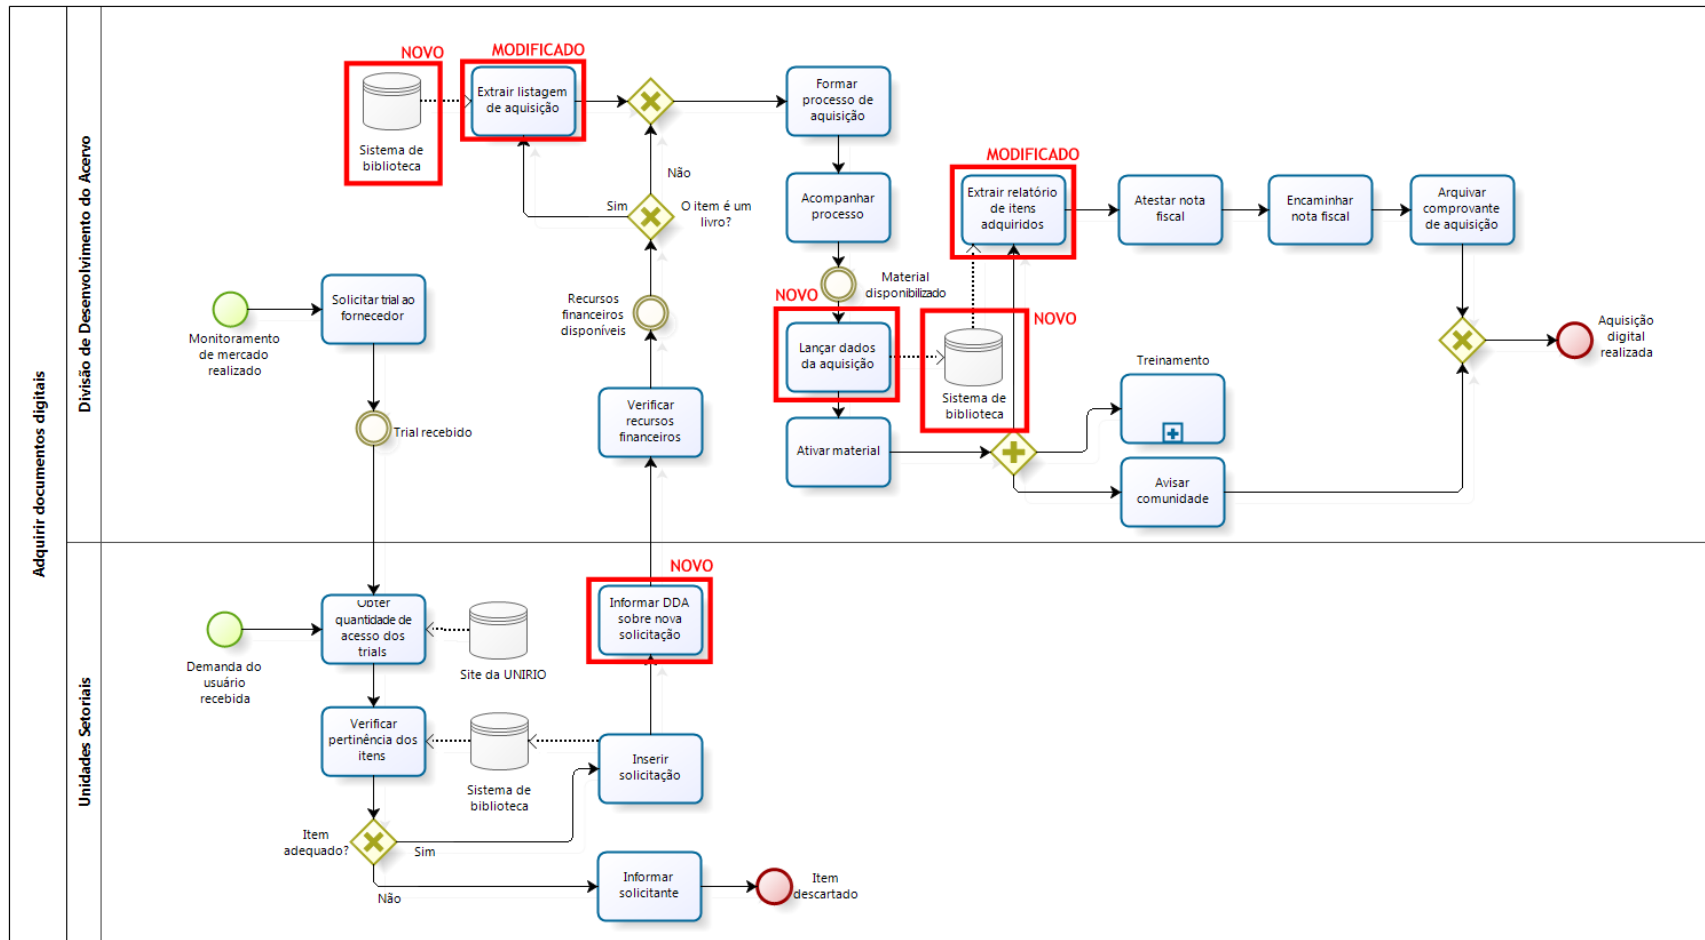 Adquirir documentos digitais
Divisão de Desenvolvimento do Acervo
NOVO
Sistema de
biblioteca
MODIFICADO
Extrair listagem
de aquisição
Formar
processo de
aquisição
Não
Sim
O item é um
livro?
Acompanhar
processo
MODIFICADO
Extrair relatório
de itens
adquiridos
Atestar nota
fiscal
Encaminhar
nota fiscal
Arquivar
comprovante
de aquisição
Solicitar trial ao
fornecedor
Monitoramento
de mercado
realizado
Recursos
financeiros
disponíveis
Material
disponibilizado
NOVO
Lançar dados
da aquisição
NOVO
Sistema de
biblioteca
Aquisição
digital
realizada
Treinamento
Trial recebido
Verificar
recursos
financeiros
Ativar material
Avisar
comunidade
Unidades Setoriais
NOVO
Informar DDA
sobre nova
solicitação
Obter
quantidade de
acesso dos
trials
Demanda do
usuário
recebida
Site da UNIRIO
Verificar
pertinência dos
itens
Sistema de
biblioteca
Inserir
solicitação
Item
adequado?
Sim
Não
Informar
solicitante
Item
descartado